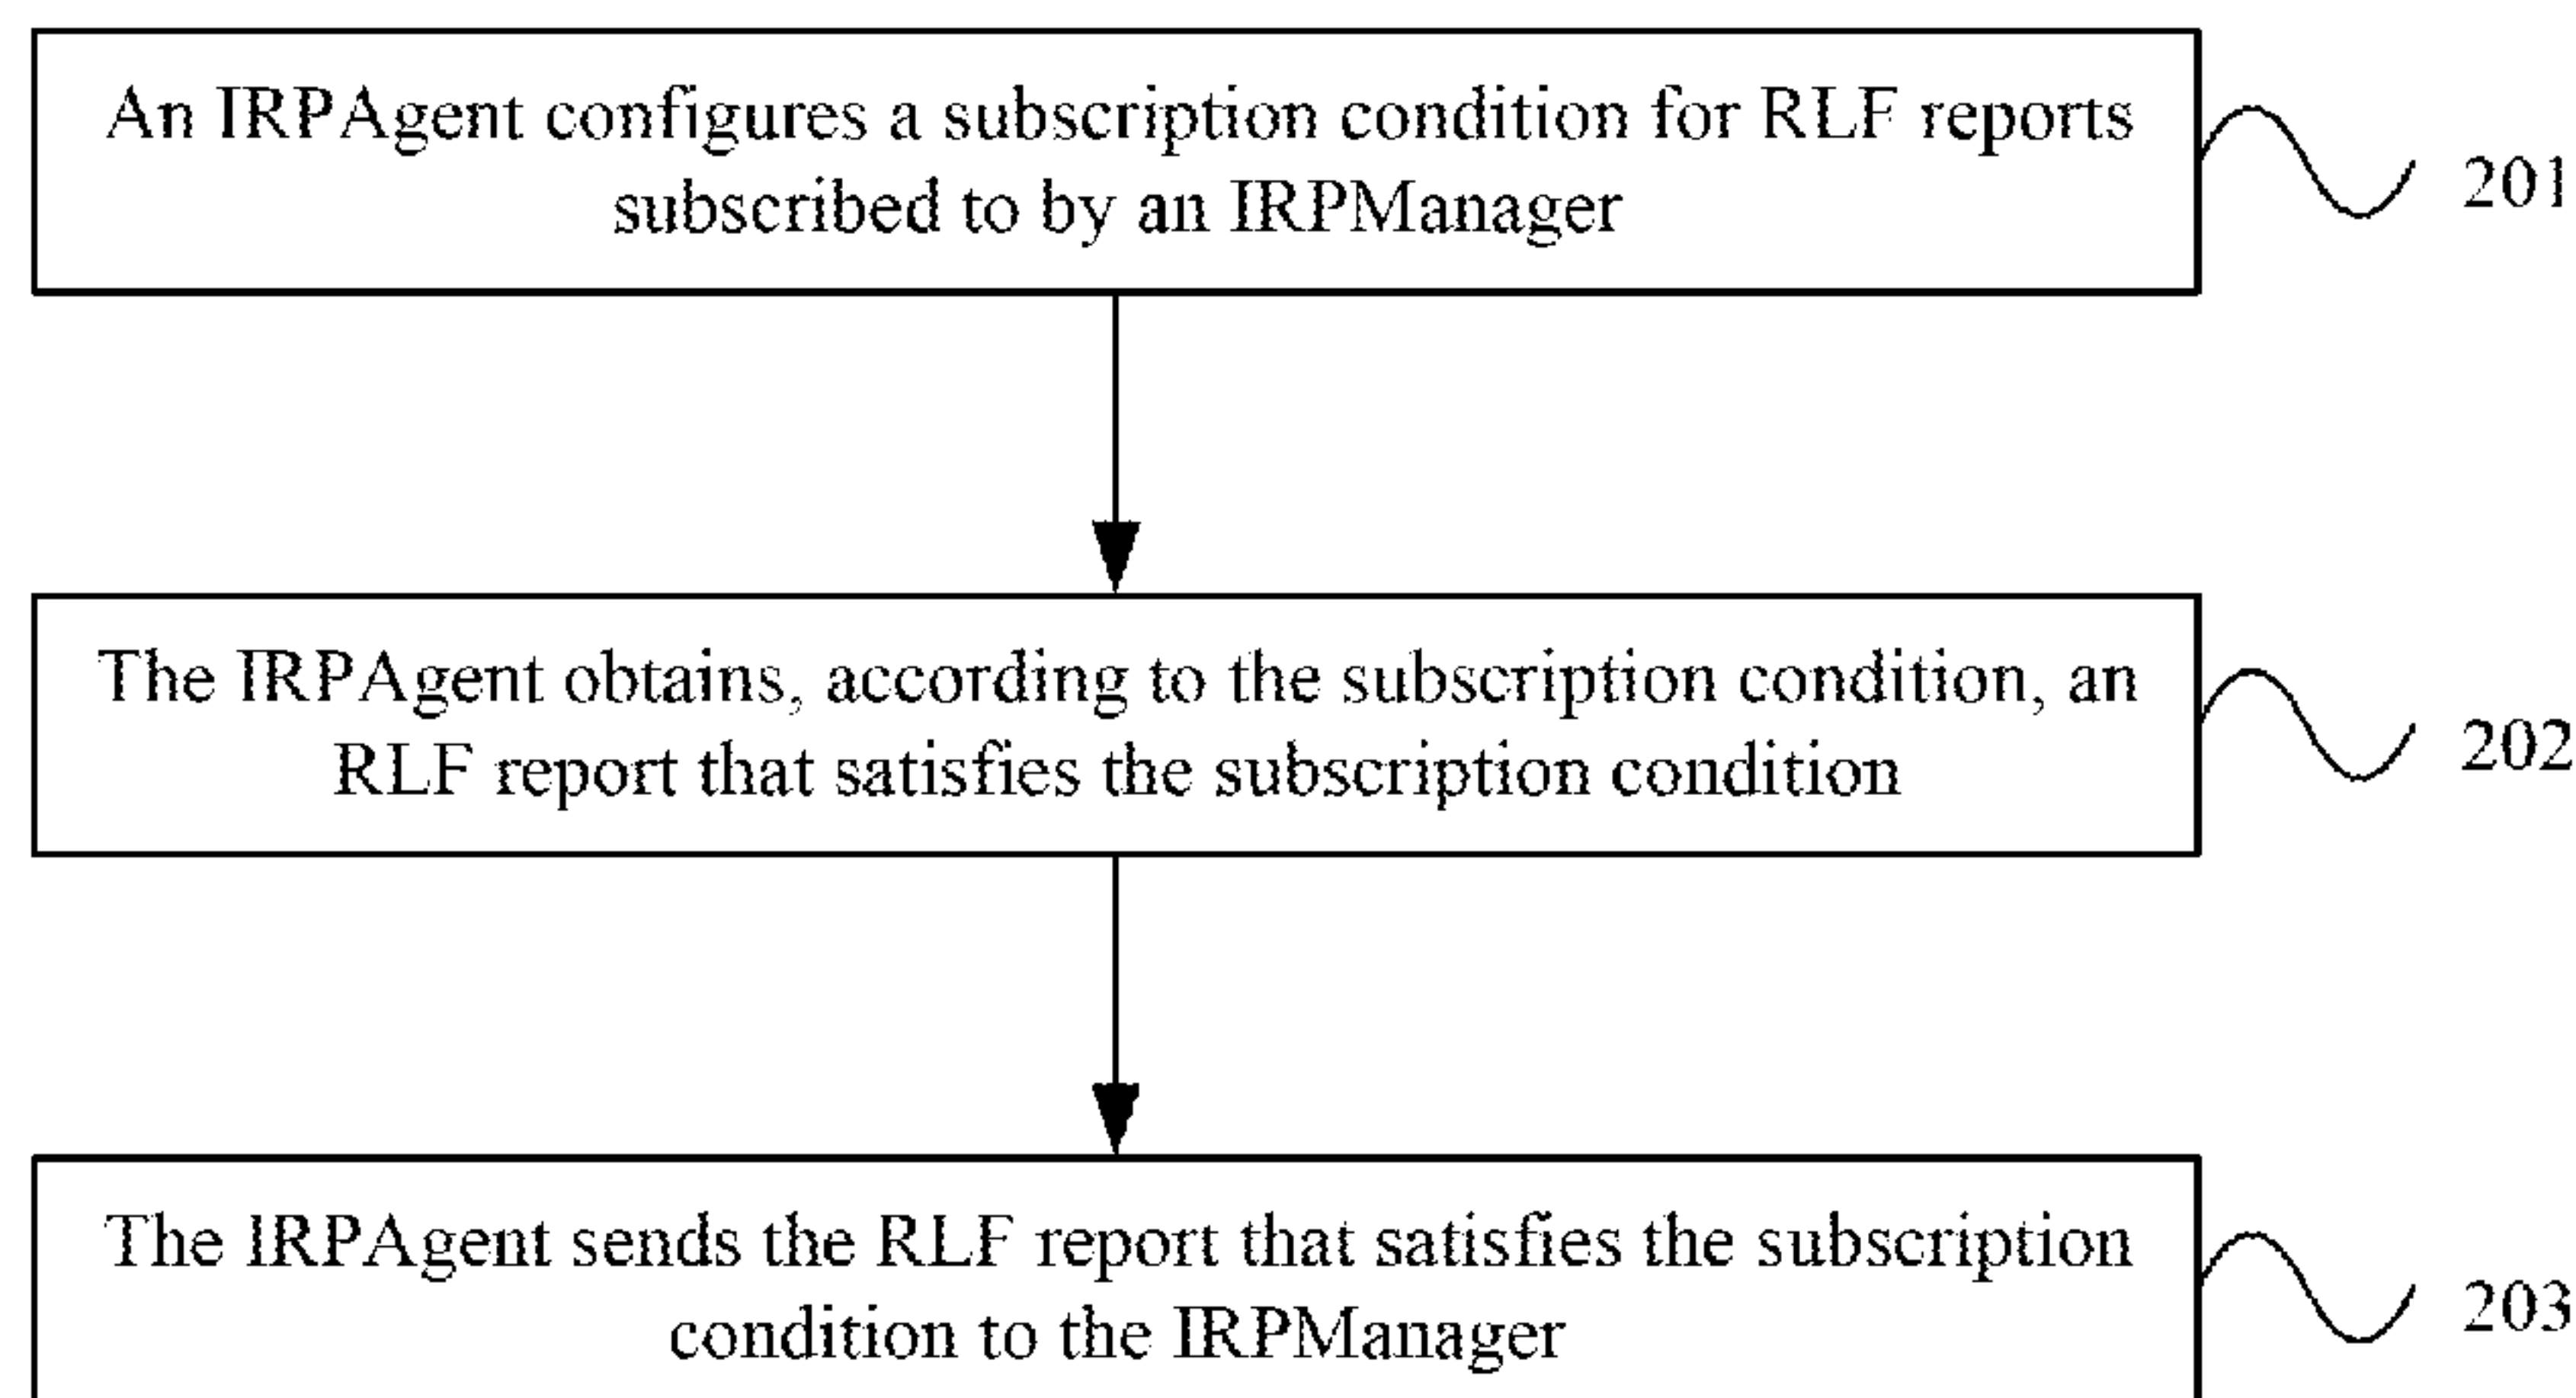 An IRPAgent configures a subscription condition for RLF reports
subscribed to by an IRPManager
201
The IRPAgent obtains, according to the subscription condition, an
RLF report that satisfies the subscription condition
202
The IRPAgent sends the RLF report that satisfies the subscription
condition to the IRPManager
203